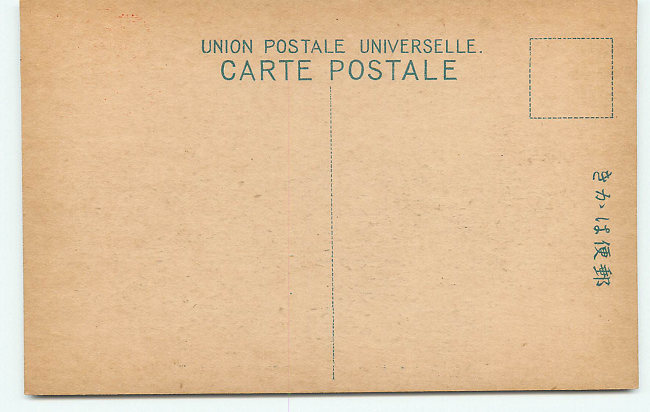 UNION POSTALE UNIVERSELLE.
CARTE POSTALE
郵便はかき